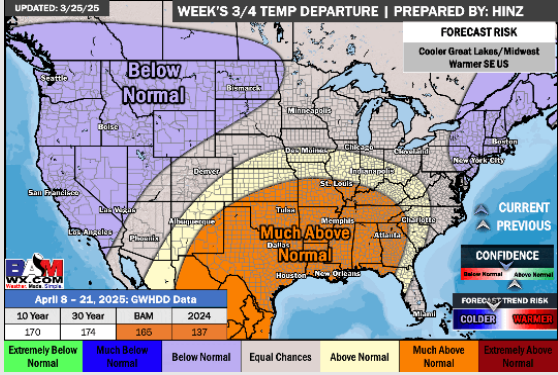 UPDATED: 3/25/25
WEEK'S 3/4 TEMP DEPARTURE | PREPARED BY: HINZ
FORECAST RISK
Cooler Great Lakes/Midwest
Warmer SE US
Seattle
Below
Normal
Bismarck
Minneapolis
Boise
Boston
Des Moines
Chicago
Cleveland
New York City
Denver
Indianapolis
San Francisco
St. Louis
Las Vegas
CURRENT
Tulsa
Memphis
Charlotte
PREVIOUS
Albuquerque
Los Angeles
Phoenix
Much Above
Normal
Dallas
Atlanta
CONFIDENCE
Below Normal
Above Normal
BAM
WX.COM
Weather. Made. Simple.
Houston
New Orleans
April 8 – 21, 2025: GWHDD Data
FORECAST TREND RISK
10 Year
30 Year
BAM
2024
Miami
COLDER
WARMER
170
174
165
137
Extremely Below
Normal
Much Below
Normal
Below
Normal
Equal Chances
Above Normal
Much Above
Normal
Extremely Above
Normal